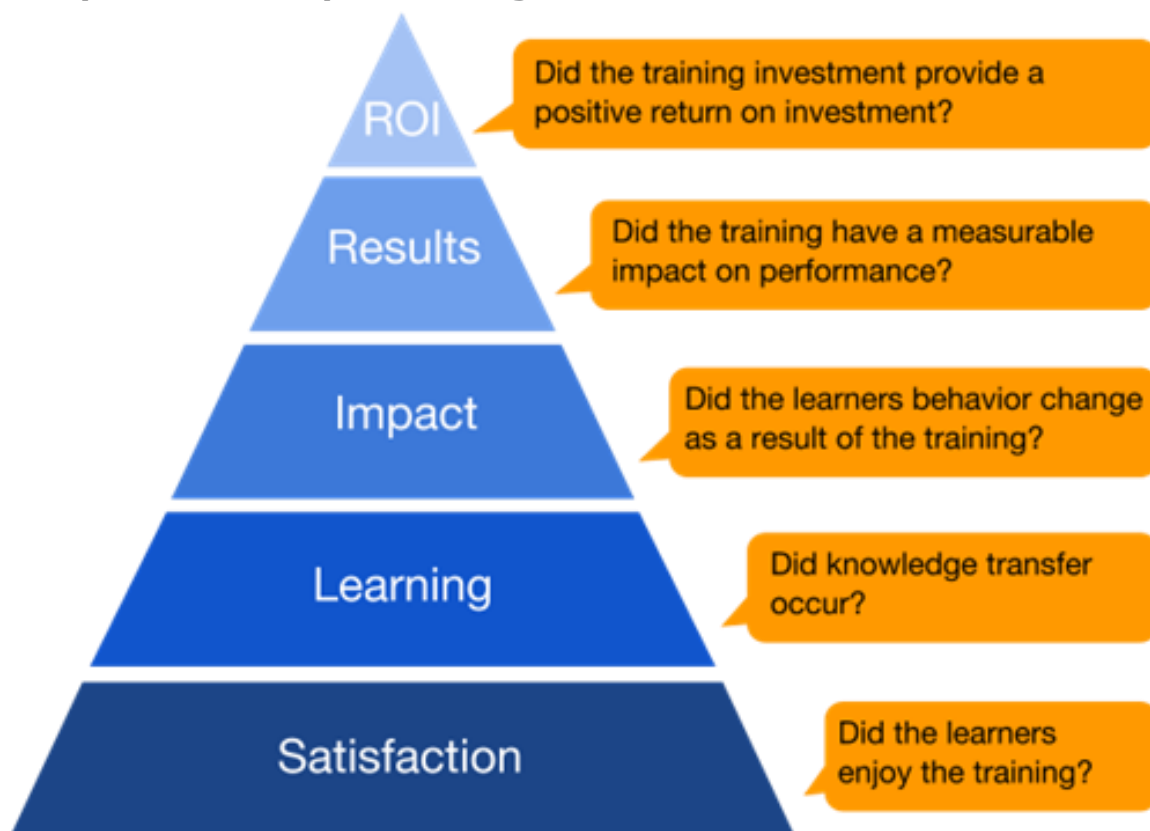 ROI
Did the training investment provide a
positive return on investment?
Results
Did the training have a measurable
impact on performance?
Impact
Did the learners behavior change
as a result of the training?
Learning
Did knowledge transfer
occur?
Satisfaction
Did the learners
enjoy the training?